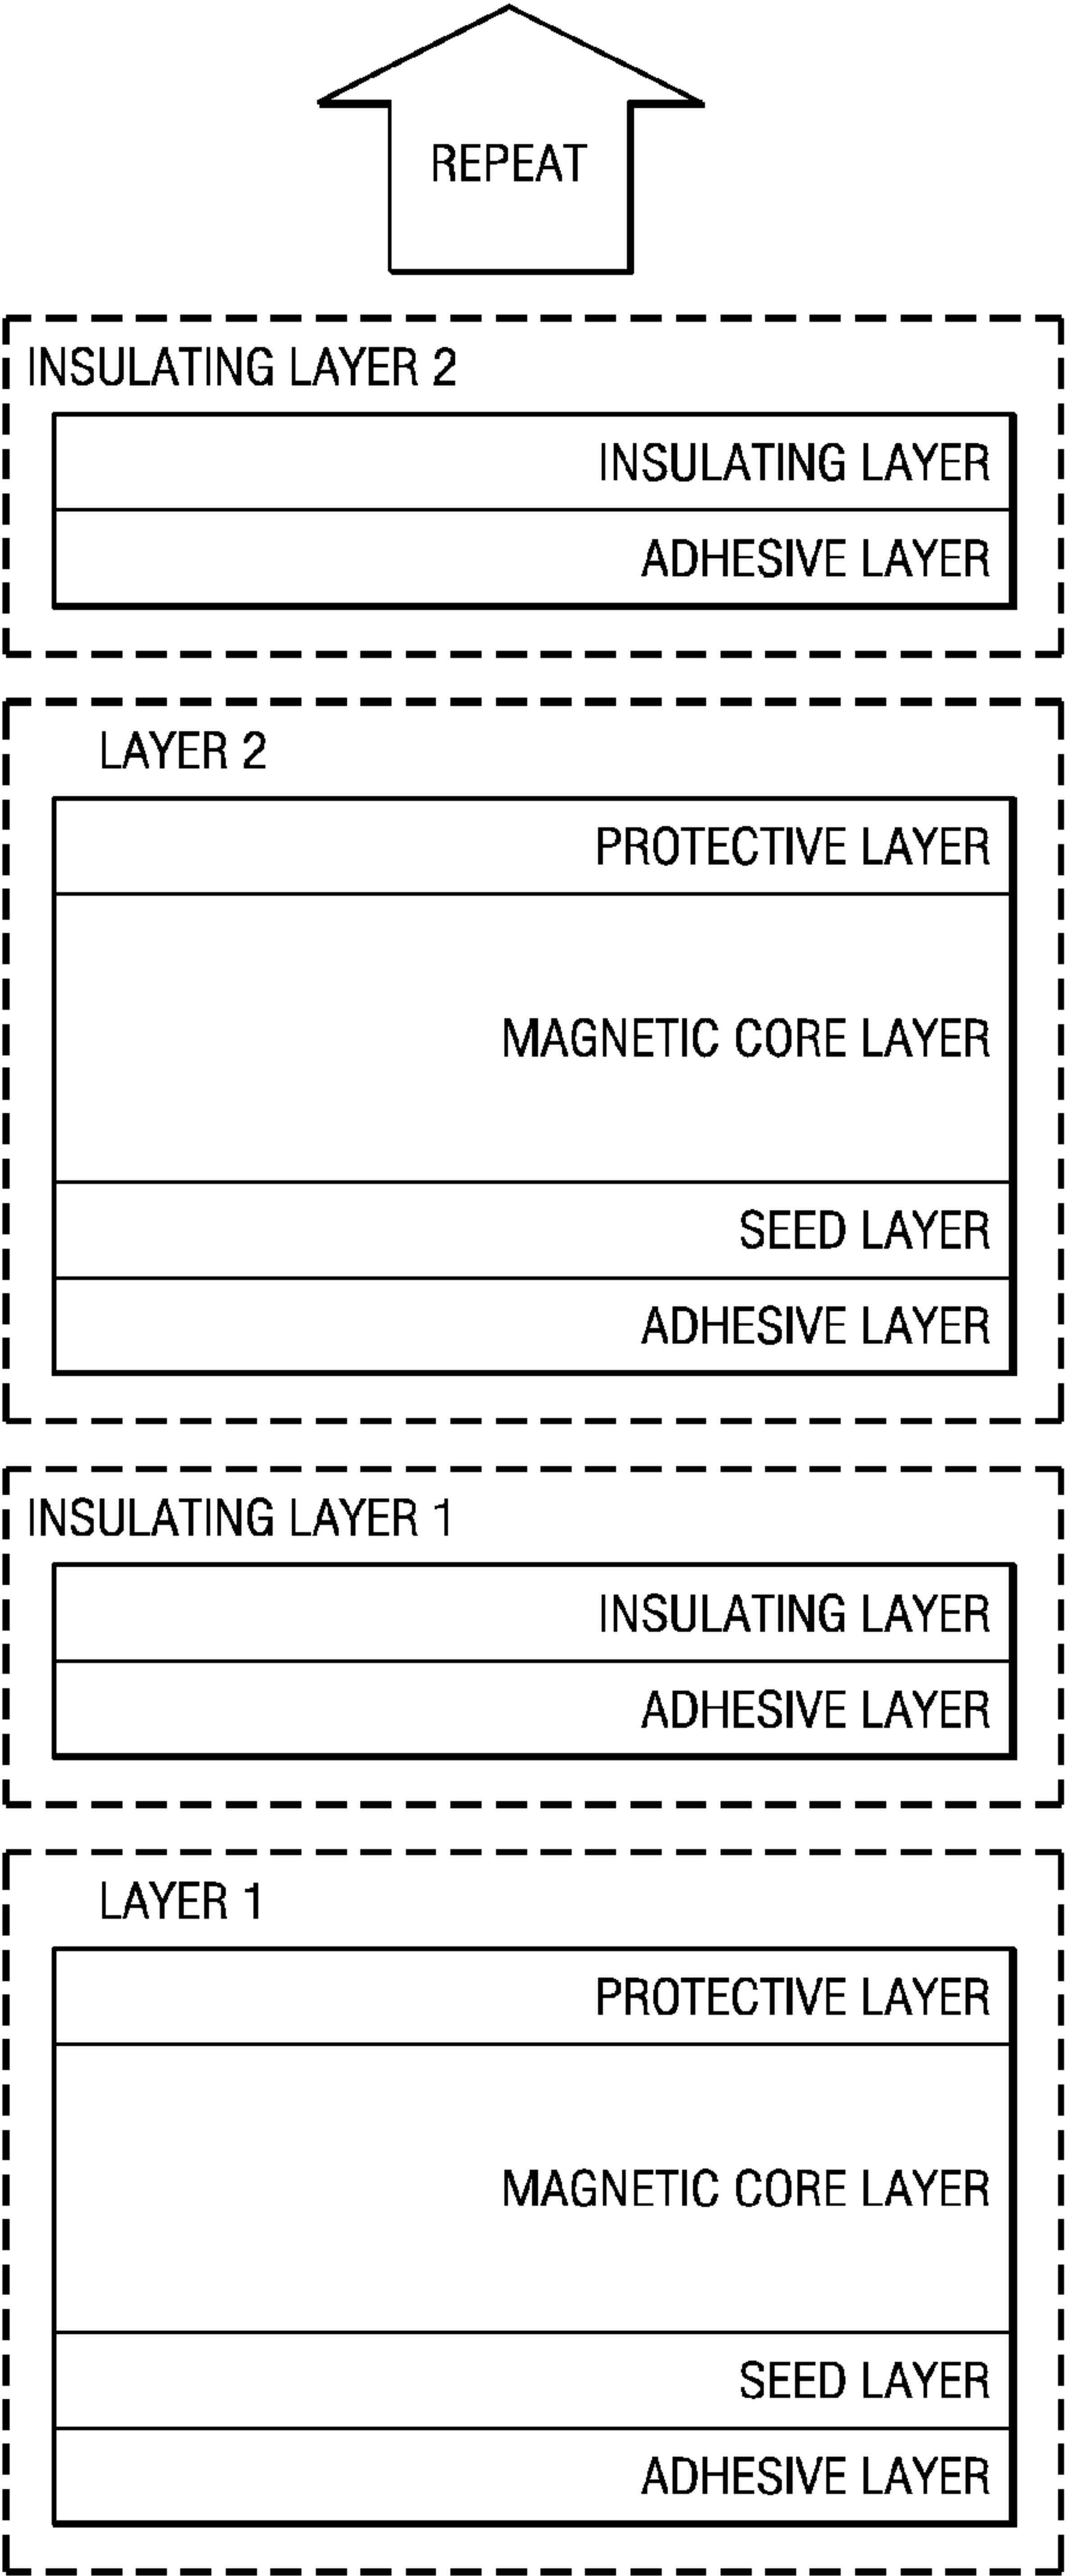 REPEAT
INSULATING LAYER 2
INSULATING LAYER
ADHESIVE LAYER
LAYER 2
PROTECTIVE LAYER
MAGNETIC CORE LAYER
SEED LAYER
ADHESIVE LAYER
INSULATING LAYER 1
INSULATING LAYER
ADHESIVE LAYER
LAYER 1
PROTECTIVE LAYER
MAGNETIC CORE LAYER
SEED LAYER
ADHESIVE LAYER